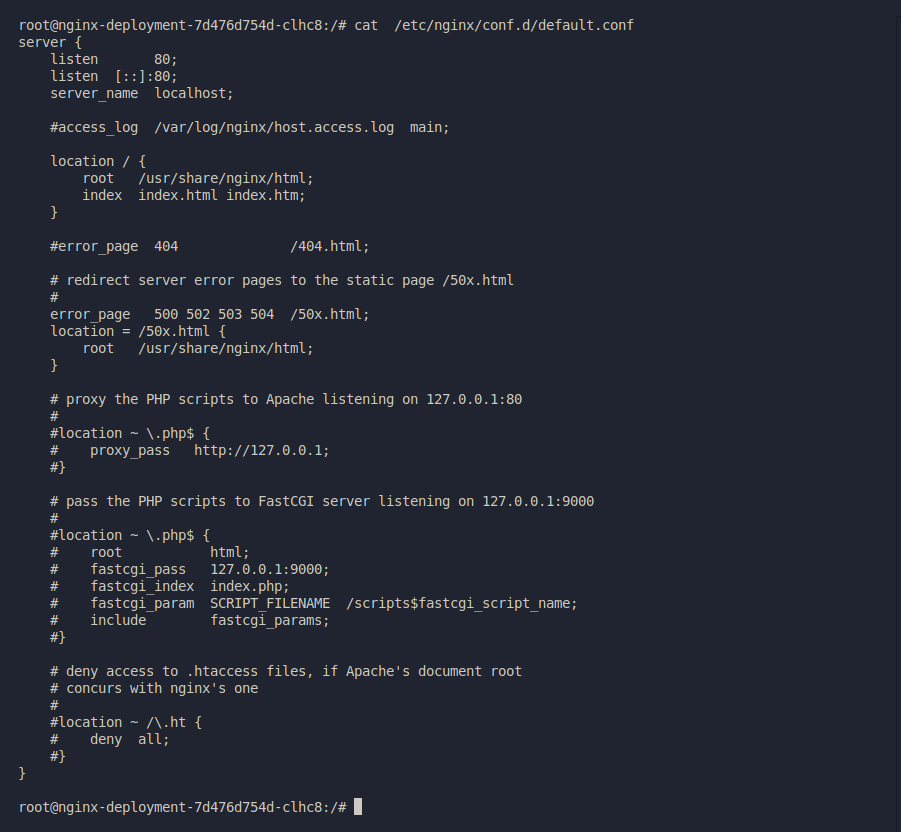 root@nginx-deployment-7d476d754d-clhc8:/# cat  /etc/nginx/conf.d/default.conf
server {
    listen       80;
    listen  [::]:80;
    server_name  localhost;

    #access_log  /var/log/nginx/host.access.log  main;

    location / {
        root   /usr/share/nginx/html;
        index  index.html index.htm;
    }

    #error_page  404              /404.html;

    # redirect server error pages to the static page /50x.html
    #
    error_page   500 502 503 504  /50x.html;
    location = /50x.html {
        root   /usr/share/nginx/html;
    }

    # proxy the PHP scripts to Apache listening on 127.0.0.1:80
    #
    #location ~ \.php$ {
    #    proxy_pass   http://127.0.0.1;
    #}

    # pass the PHP scripts to FastCGI server listening on 127.0.0.1:9000
    #
    #location ~ \.php$ {
    #    root           html;
    #    fastcgi_pass   127.0.0.1:9000;
    #    fastcgi_index  index.php;
    #    fastcgi_param  SCRIPT_FILENAME  /scripts$fastcgi_script_name;
    #    include        fastcgi_params;
    #}

    # deny access to .htaccess files, if Apache's document root
    # concurs with nginx's one
    #
    #location ~ /\.ht {
    #    deny  all;
    #}
}

root@nginx-deployment-7d476d754d-clhc8:/#